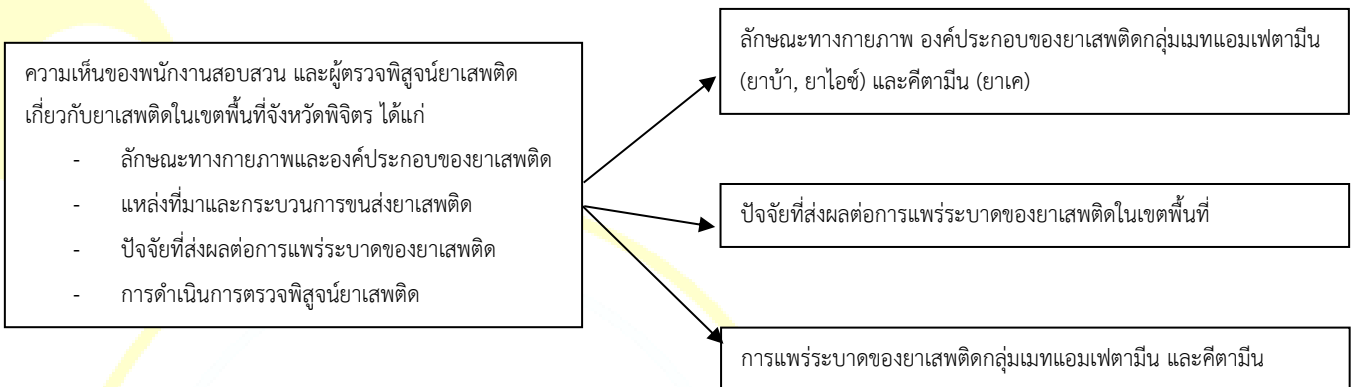 ความเห็นของพนักงานสอบสวน และผู้ตรวจพิสูจน์ยาเสพติด
เกี่ยวกับยาเสพติดในเขตพื้นที่จังหวัดพิจิตร ได้แก่
- ลักษณะทางกายภาพและองค์ประกอบของยาเสพติด
- แหล่งที่มาและกระบวนการขนส่งยาเสพติด
- ปัจจัยที่ส่งผลต่อการแพร่ระบาดของยาเสพติด
- การดำเนินการตรวจพิสูจน์ยาเสพติด
ลักษณะทางกายภาพ องค์ประกอบของยาเสพติดกลุ่มเมทแอมเฟตามีน
(ยาบ้า, ยาไอซ์) และคีตามีน (ยาเค)
ปัจจัยที่ส่งผลต่อการแพร่ระบาดของยาเสพติดในเขตพื้นที่
การแพร่ระบาดของยาเสพติดกลุ่มเมทแอมเฟตามีน และคีตามีน